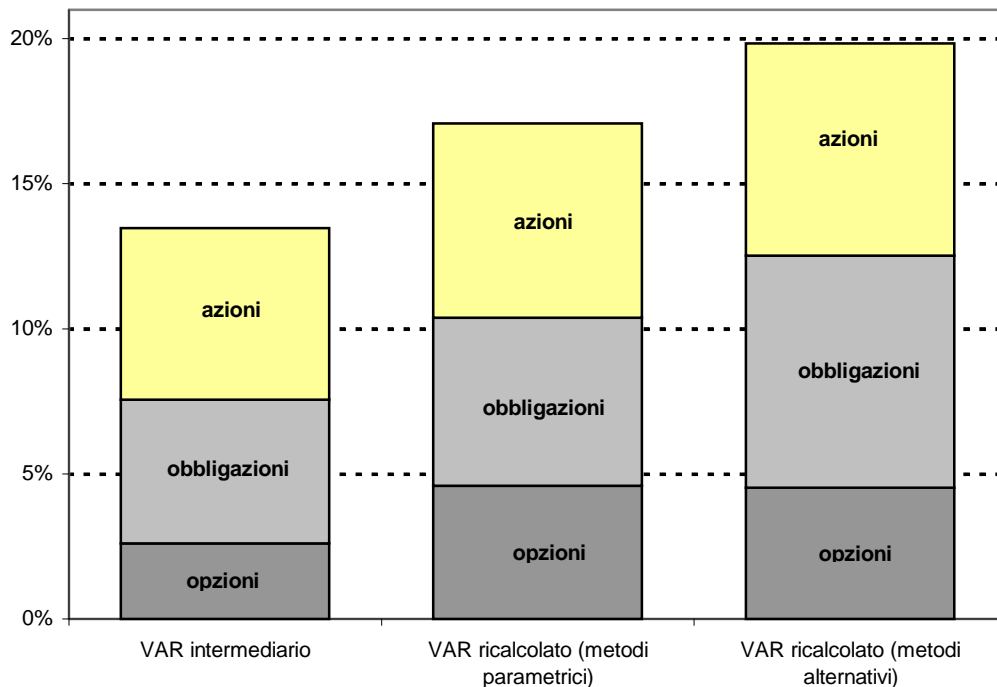 20%
azioni
15%
azioni
azioni
10%
obbligazioni
obbligazioni
5%
obbligazioni
opzioni
opzioni
opzioni
0%
VAR intermediario
VAR ricalcolato (metodi
parametrici)
VAR ricalcolato (metodi
alternativi)